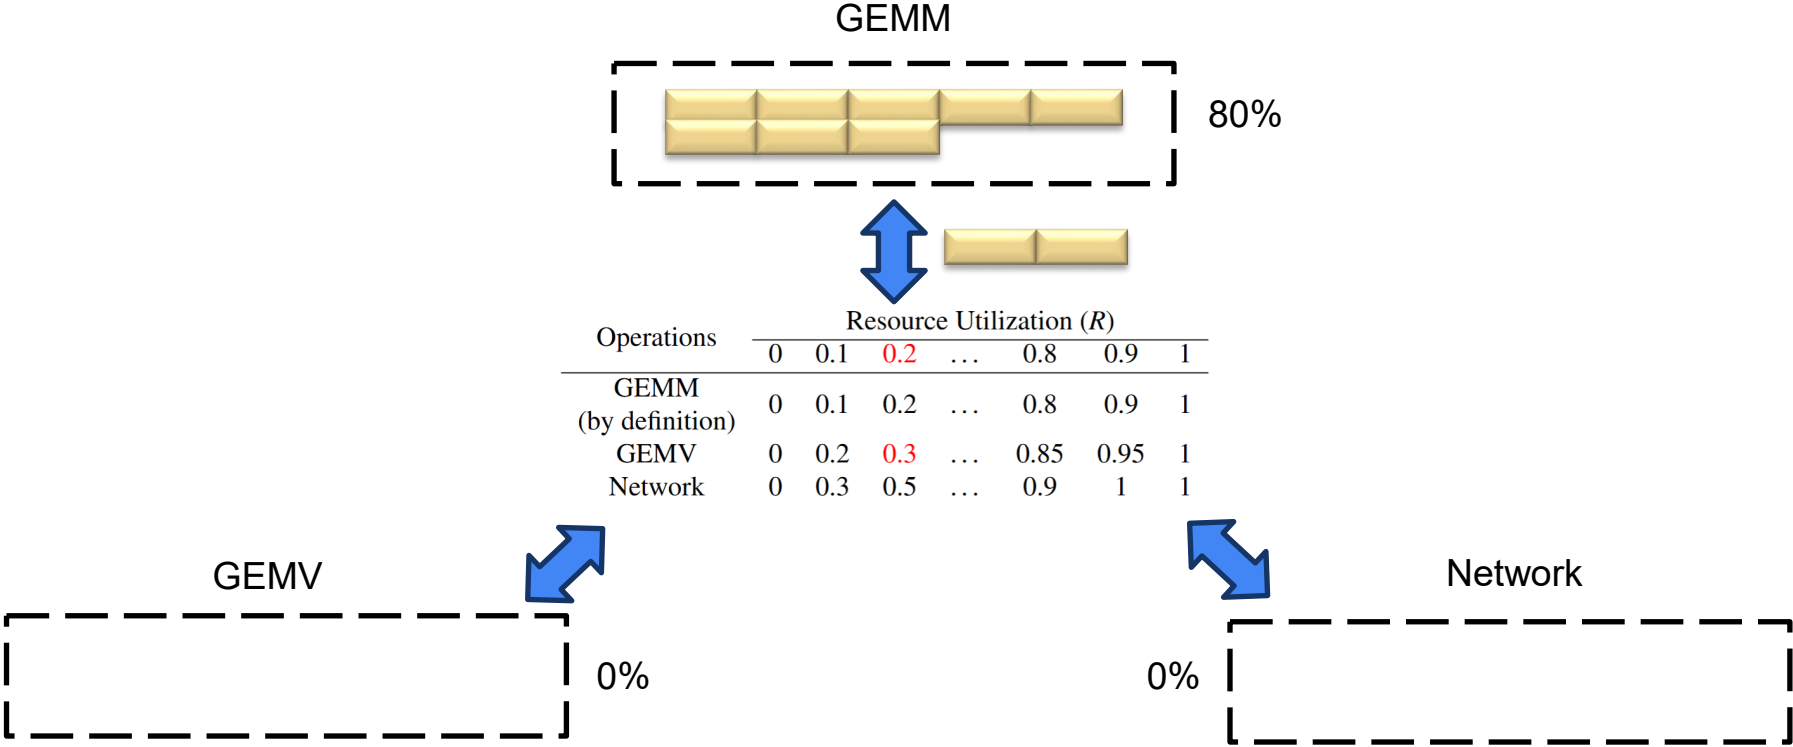 GEMM
80%
Resource Utilization (R)
Operations
0 0.1 0.2 ... 0.8 0.9 1
GEMM
(by definition)
0 0.1 0.2 ... 0.8 0.9 1
GEMV 0 0.2 0.3 ... 0.85 0.95 1
Network 0 0.3 0.5 ... 0.9 1 1
GEMV
0%
Network
0%